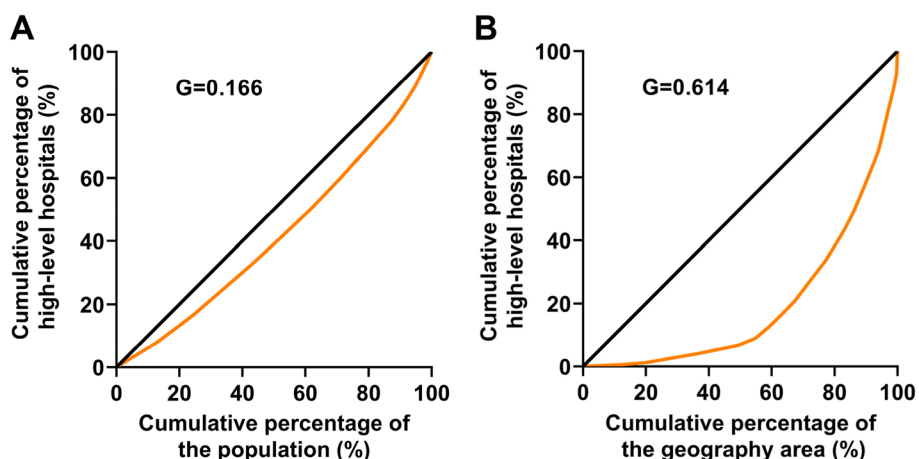 A
G=0.166
Cumulative percentage of
high-level hospitals (%)
100
80
60
40
20
0
0 20 40 60 80 100
Cumulative percentage of
the population (%)
B
G=0.614
Cumulative percentage of
high-level hospitals (%)
100
80
60
40
20
0
0 20 40 60 80 100
Cumulative percentage of
the geography area (%)